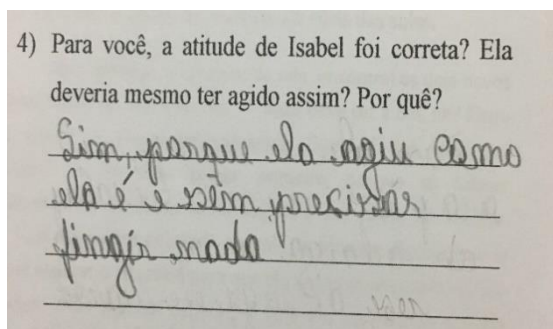 4) Para você, a atitude de Isabel foi correta? Ela
deveria mesmo ter agido assim? Por quê?
Sim, porque ela agiu como
ela é e sem precisar
fingir nada